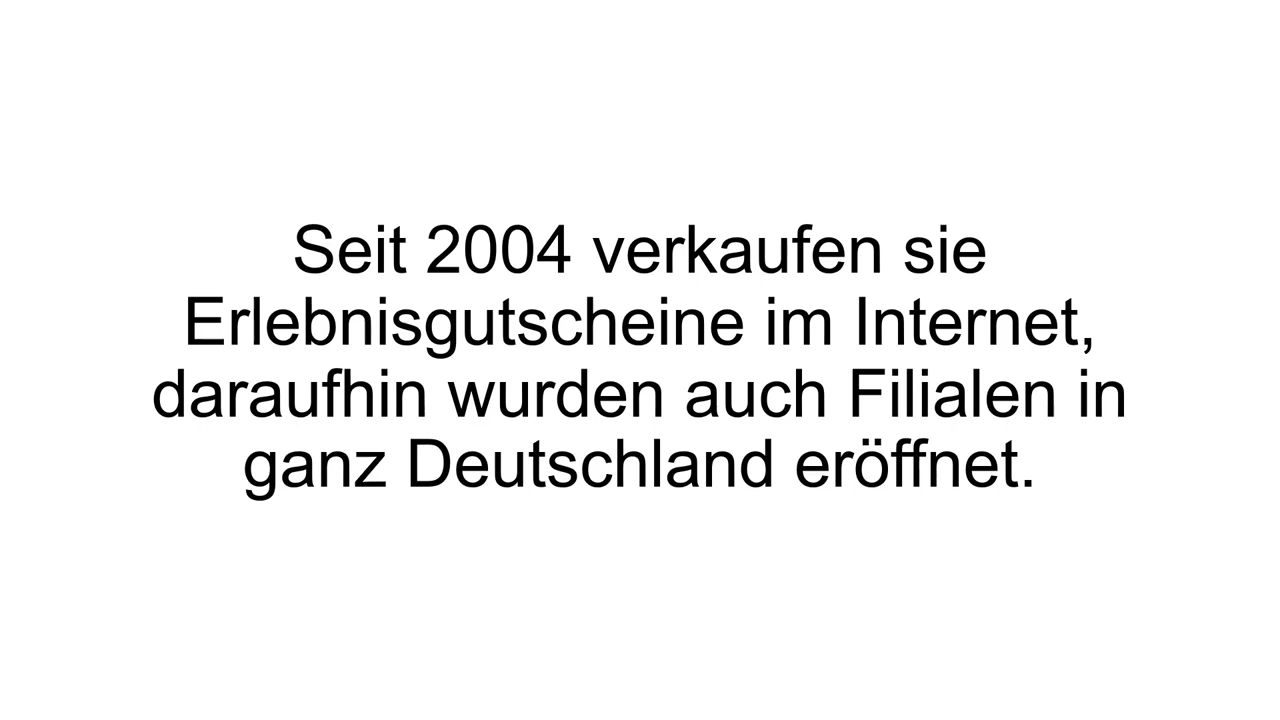 Seit 2004 verkaufen sie
Erlebnisgutscheine im Internet,
daraufhin wurden auch Filialen in
ganz Deutschland eröffnet.